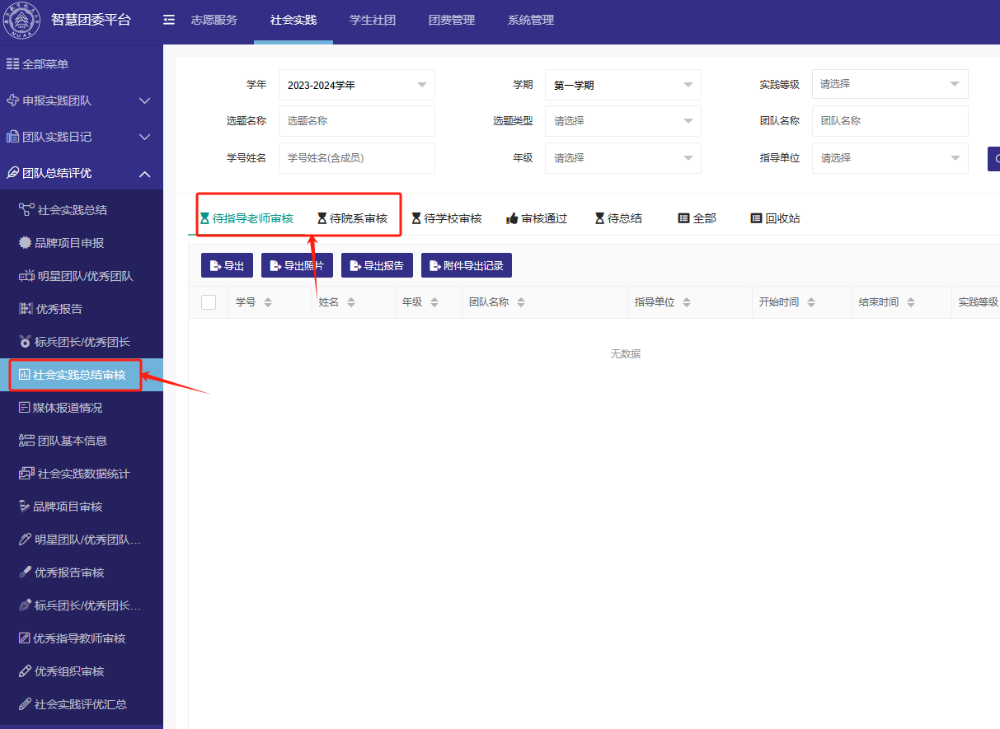 智慧团委平台
志愿服务
社会实践
学生社团
团费管理
系统管理
全部菜单
申报实践团队
团队实践日记
团队总结评优
社会实践总结
品牌项目申报
明星团队/优秀团队
优秀报告
标兵团长/优秀团长
社会实践总结审核
媒体报道情况
团队基本信息
社会实践数据统计
品牌项目审核
明星团队/优秀团队...
优秀报告审核
标兵团长/优秀团长...
优秀指导教师审核
优秀组织审核
社会实践评优汇总
学年 2023-2024学年 学期 第一学期 实践等级 请选择
选题名称 选题名称 选题类型 请选择 团队名称 团队名称
学号姓名 学号姓名(含成员) 年级 请选择 指导单位 请选择
待指导老师审核 待院系审核 待学校审核 审核通过 待总结 全部 回收站
导出 导出照片 导出报告 附件导出记录
学号 姓名 年级 团队名称 指导单位 开始时间 结束时间 实践等级
无数据